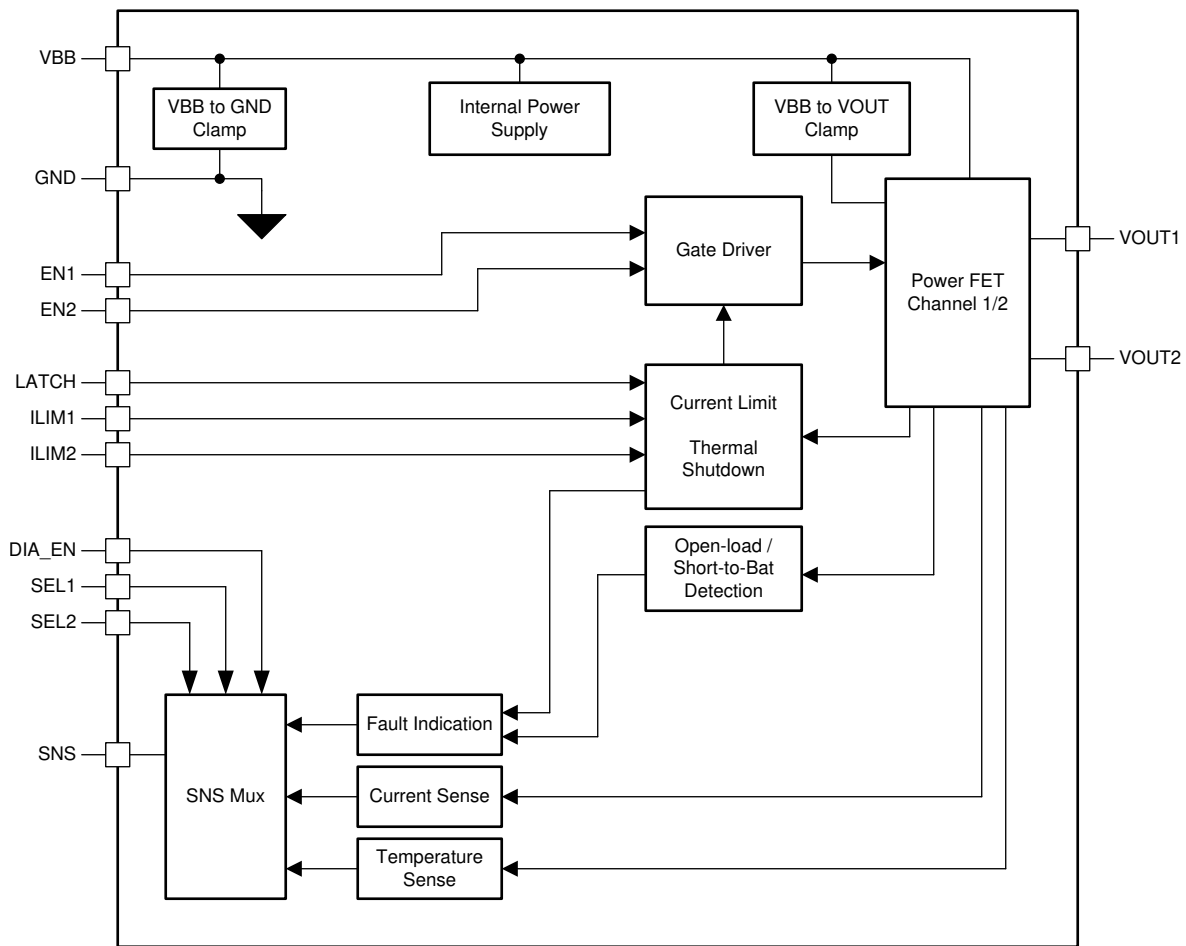 VBB
VBB to GND
Clamp
Internal Power
Supply
VBB to VOUT
Clamp
GND
EN1
EN2
Gate Driver
Power FET
Channel 1/2
VOUT1
VOUT2
LATCH
ILIM1
ILIM2
Current Limit
Thermal
Shutdown
DIA_EN
SEL1
SEL2
Open-load /
Short-to-Bat
Detection
SNS
SNS Mux
Fault Indication
Current Sense
Temperature
Sense